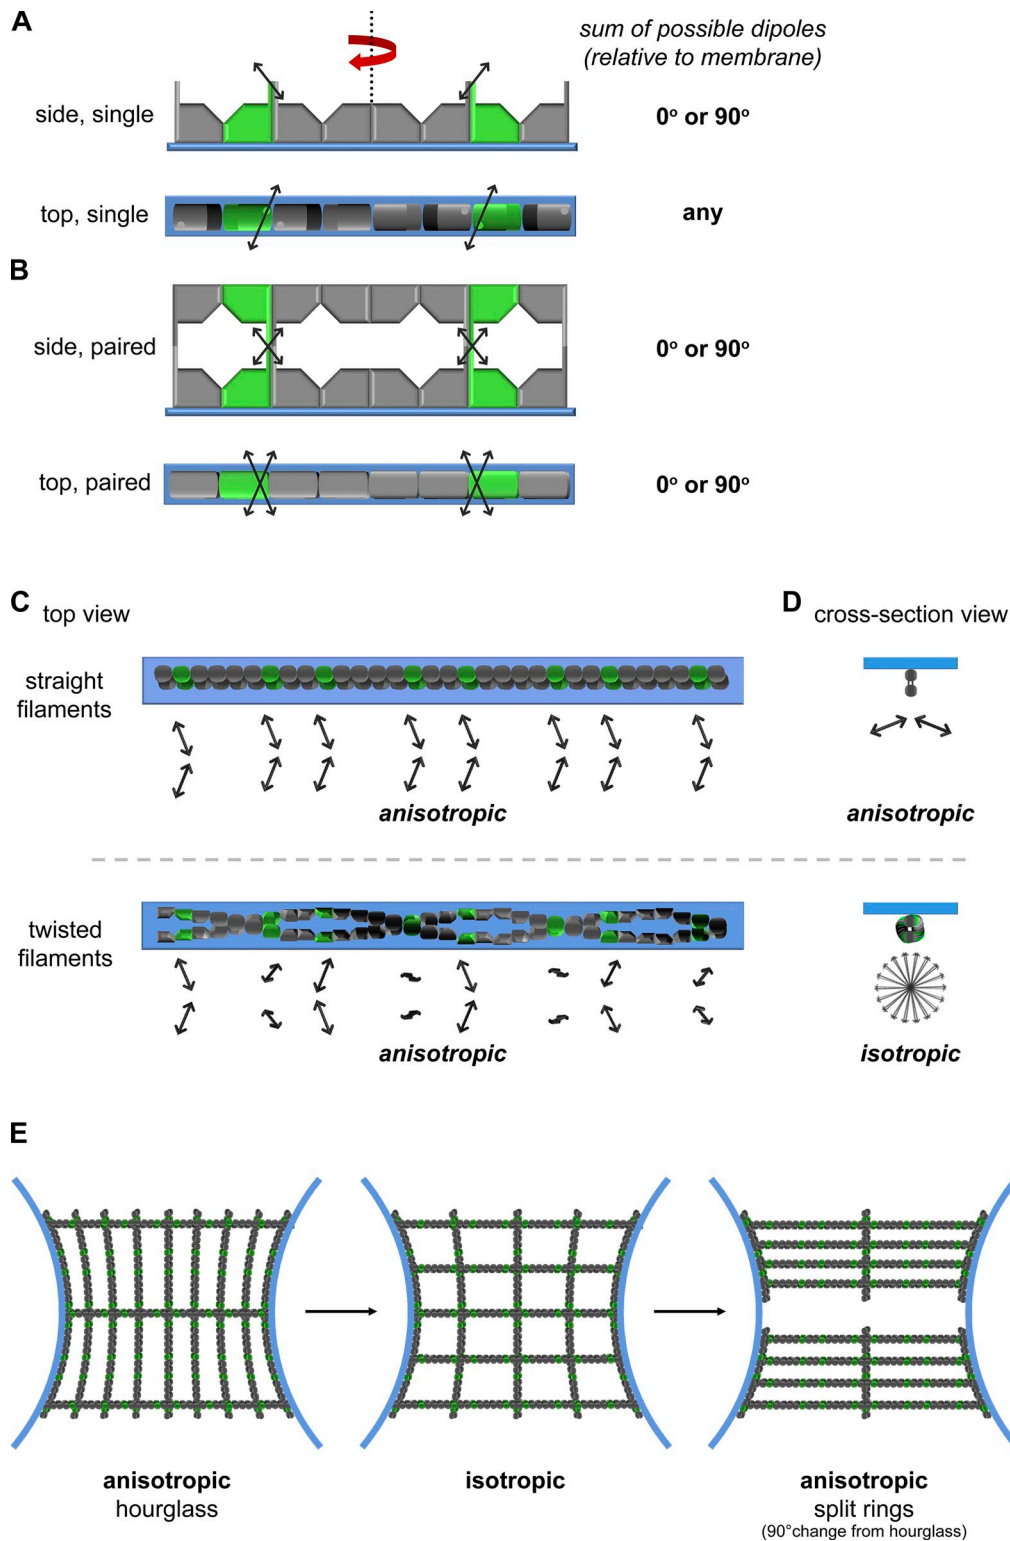 A
sum of possible dipoles
(relative to membrane)
side, single
0° or 90°
top, single
any
B
side, paired
0° or 90°
top, paired
0° or 90°
C
top view
D
cross-section view
straight
filaments
anisotropic
anisotropic
twisted
filaments
anisotropic
isotropic
E
anisotropic
hourglass
isotropic
anisotropic
split rings
(90°change from hourglass)